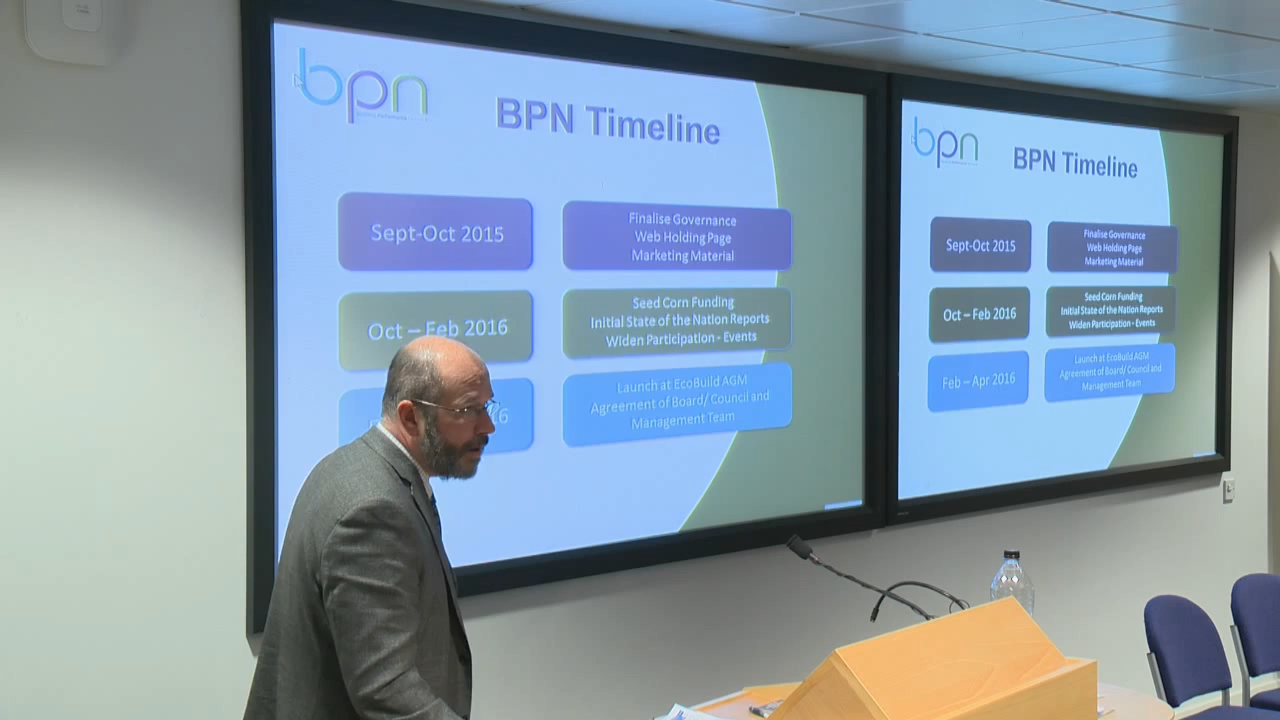 bpn
BPN Timeline
Sept-Oct 2015
Finalise Governance
Web Holding Page
Marketing Material
Oct – Feb 2016
Seed Corn Funding
Initial State of the Nation Reports
Widen Participation - Events
Launch at EcoBuild AGM
Agreement of Board/ Council and
Management Team
bpn
BPN Timeline
Sept-Oct 2015
Finalise Governance
Web Holding Page
Marketing Material
Oct – Feb 2016
Seed Corn Funding
Initial State of the Nation Reports
Widen Participation - Events
Feb – Apr 2016
Launch at EcoBuild AGM
Agreement of Board/ Council and
Management Team